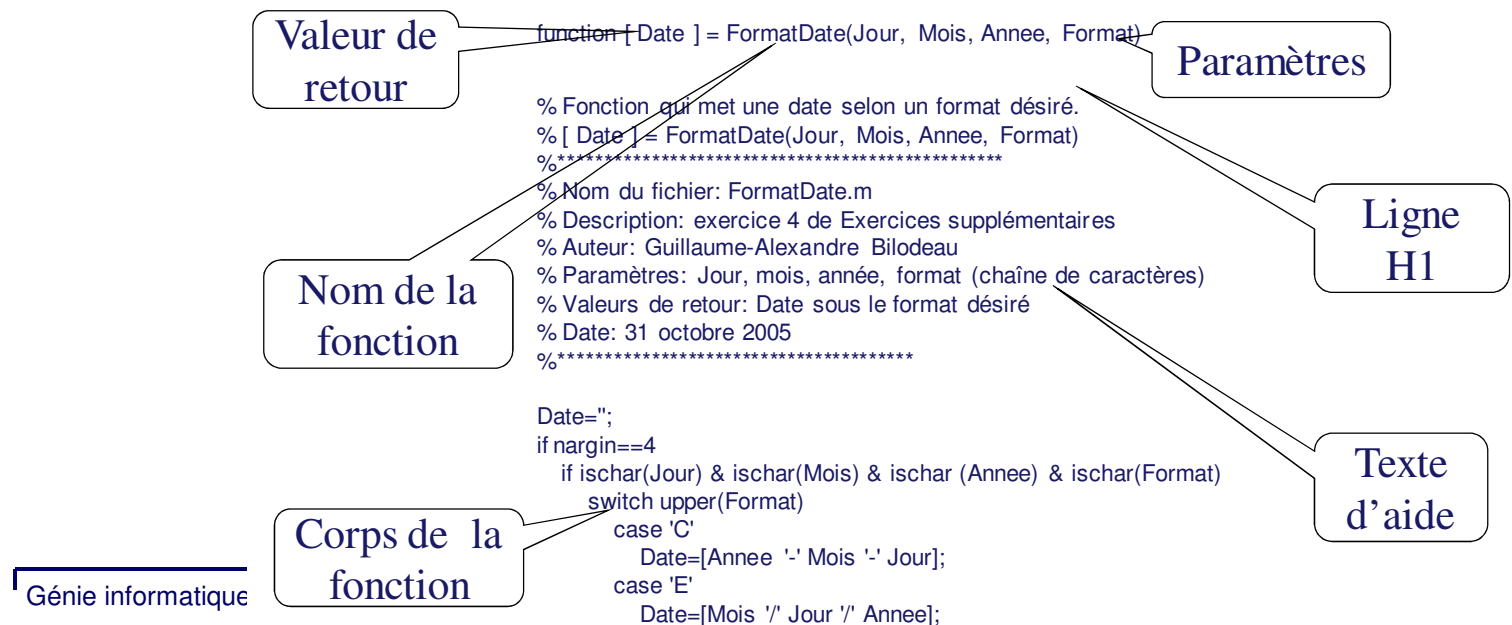 Valeur de
retour
function [ Date ] = FormatDate(Jour, Mois, Annee, Format)
Paramètres
% Fonction qui met une date selon un format désiré.
% [ Date ] = FormatDate(Jour, Mois, Annee, Format)
%************************************************
% Nom du fichier: FormatDate.m
% Description: exercice 4 de Exercices supplémentaires
% Auteur: Guillaume-Alexandre Bilodeau
% Paramètres: Jour, mois, année, format (chaîne de caractères)
% Valeurs de retour: Date sous le format désiré
% Date: 31 octobre 2005
%***************************************
Ligne
H1
Nom de la
fonction
Date='';
if nargin==4
if ischar(Jour) & ischar(Mois) & ischar (Annee) & ischar(Format)
switch upper(Format)
case 'C'
Date=[Annee '-' Mois '-' Jour];
case 'E'
Date=[Mois '/' Jour '/' Annee];
Texte
d’aide
Corps de la
fonction
Génie informatique